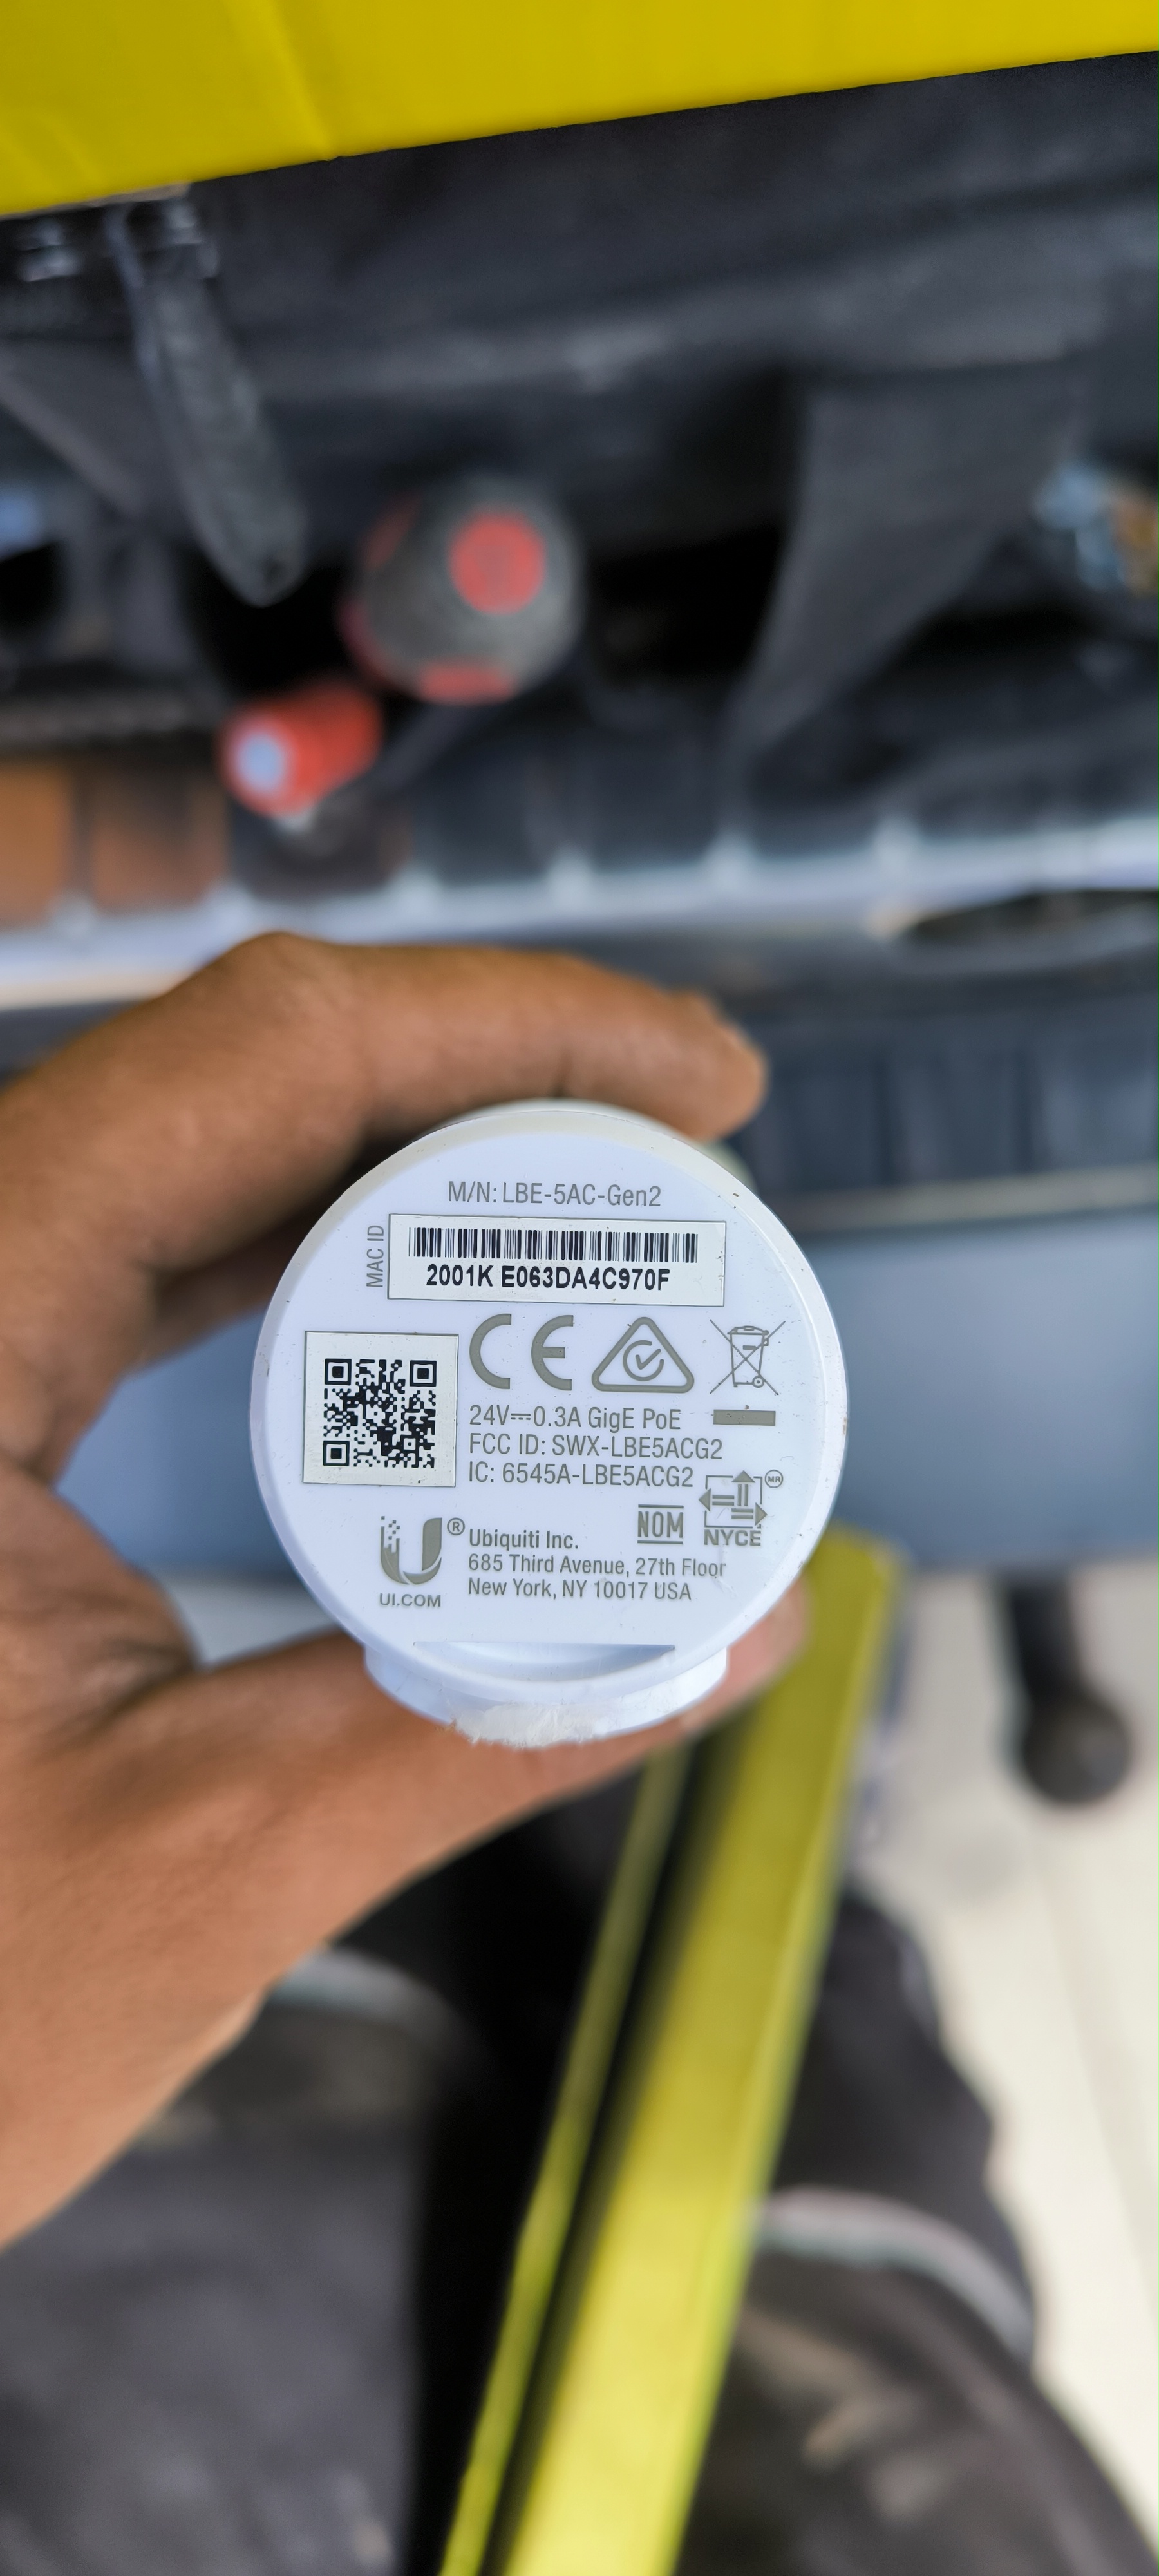 M/N: LBE-5AC-Gen2
MAC ID
2001K E063DA4C970F
CE
24V⎓0.3A GigE PoE
FCC ID: SWX-LBE5ACG2
IC: 6545A-LBE5ACG2
MR
NOM
NYCE
U®
UI.COM
Ubiquiti Inc.
685 Third Avenue, 27th Floor
New York, NY 10017 USA